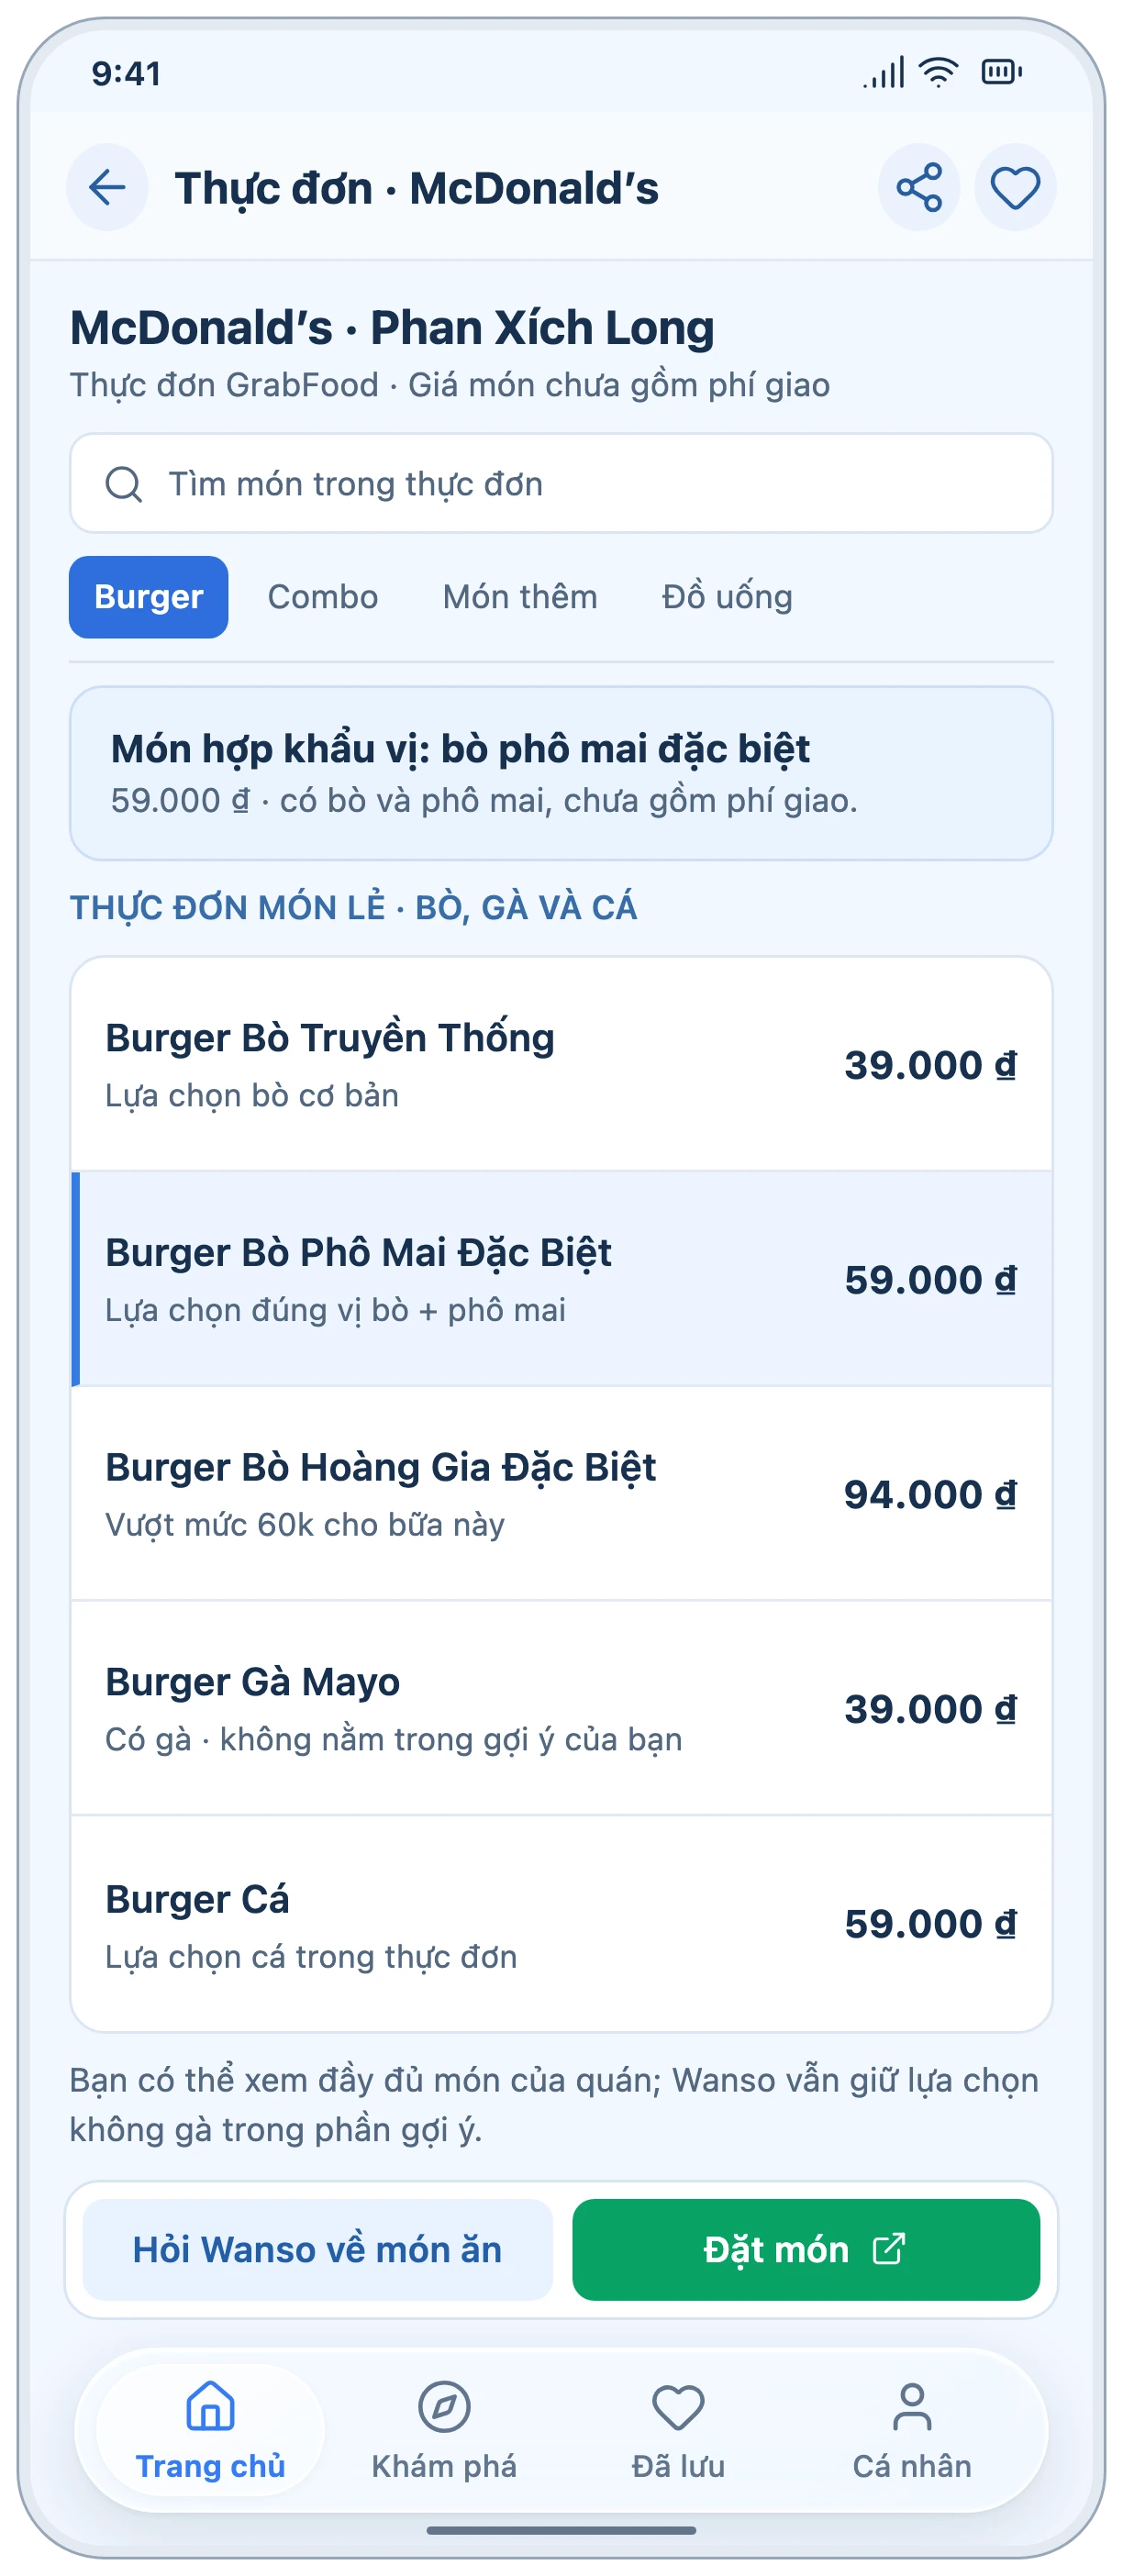 9:41
Thực đơn · McDonald’s
McDonald’s · Phan Xích Long
Thực đơn GrabFood · Giá món chưa gồm phí giao
Tìm món trong thực đơn
Burger Combo Món thêm Đồ uống
Món hợp khẩu vị: bò phô mai đặc biệt
59.000 ₫ · có bò và phô mai, chưa gồm phí giao.
THỰC ĐƠN MÓN LẺ · BÒ, GÀ VÀ CÁ
Burger Bò Truyền Thống
39.000 ₫
Lựa chọn bò cơ bản
Burger Bò Phô Mai Đặc Biệt
59.000 ₫
Lựa chọn đúng vị bò + phô mai
Burger Bò Hoàng Gia Đặc Biệt
94.000 ₫
Vượt mức 60k cho bữa này
Burger Gà Mayo
39.000 ₫
Có gà · không nằm trong gợi ý của bạn
Burger Cá
59.000 ₫
Lựa chọn cá trong thực đơn
Bạn có thể xem đầy đủ món của quán; Wanso vẫn giữ lựa chọn
không gà trong phần gợi ý.
Hỏi Wanso về món ăn Đặt món
Trang chủ Khám phá Đã lưu Cá nhân